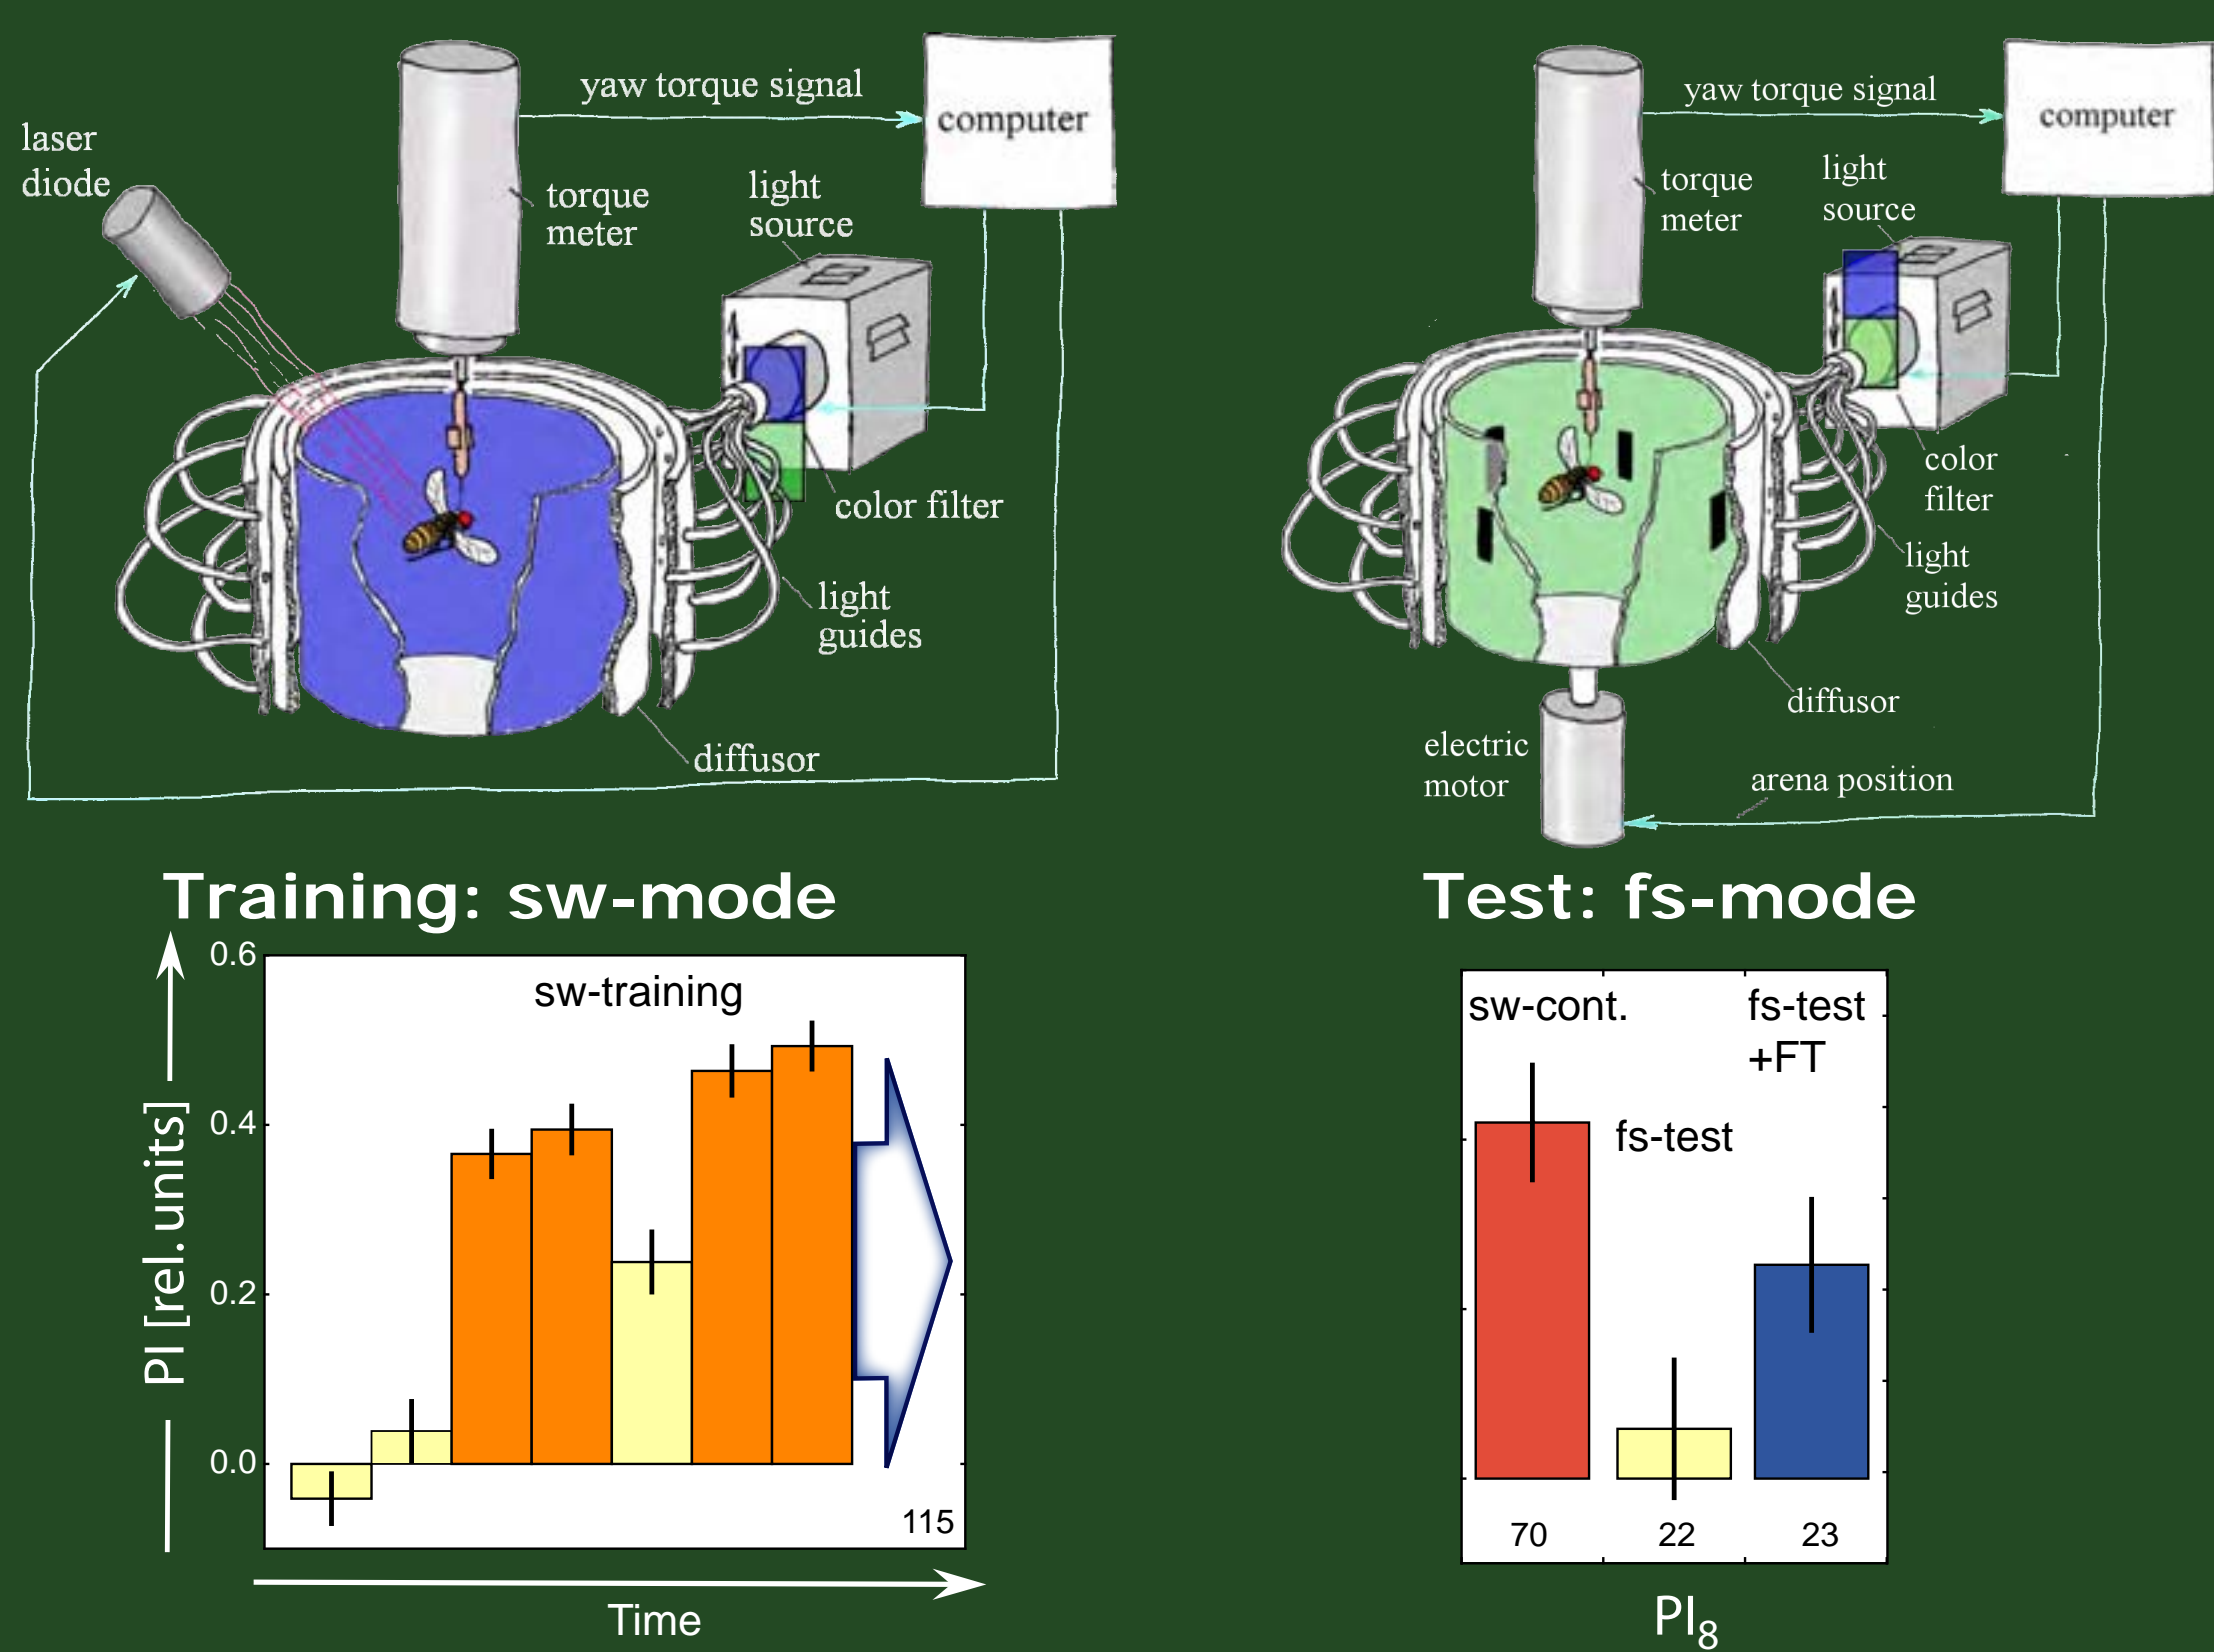 yaw torque signal
computer
laser
diode
torque
meter
light
source
color filter
light
guides
diffusor
yaw torque signal
computer
torque
meter
light
source
color
filter
light
guides
diffusor
electric
motor
arena position
Training: sw-mode
PI [rel. units]
0.6
0.4
0.2
0.0
sw-training
115
Time
Test: fs-mode
sw-cont.
fs-test
+FT
fs-test
70 22 23
PI8